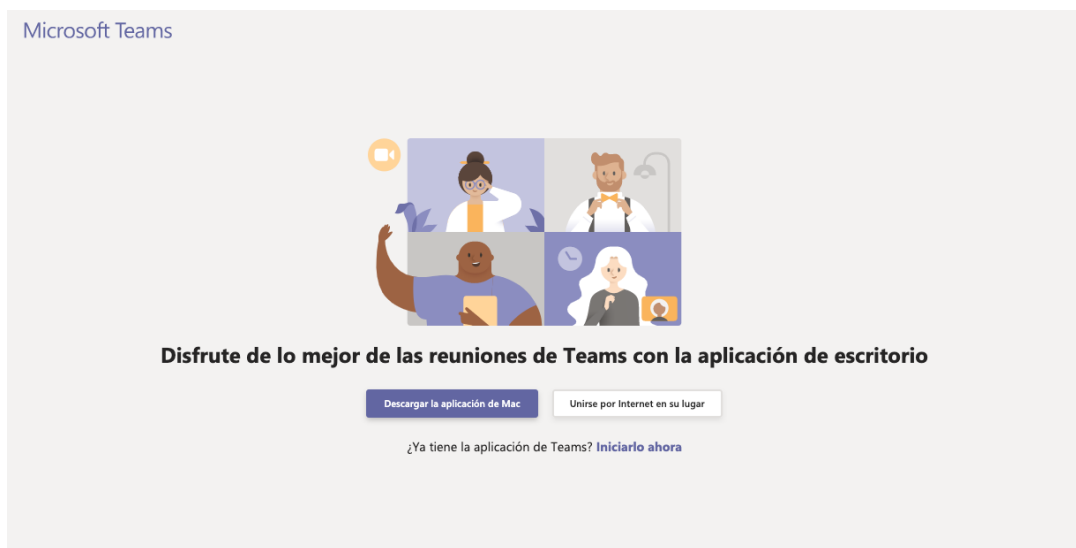 Microsoft Teams
Disfrute de lo mejor de las reuniones de Teams con la aplicación de escritorio
Descargar la aplicación de Mac
Unirse por Internet en su lugar
¿Ya tiene la aplicación de Teams? Iniciarlo ahora